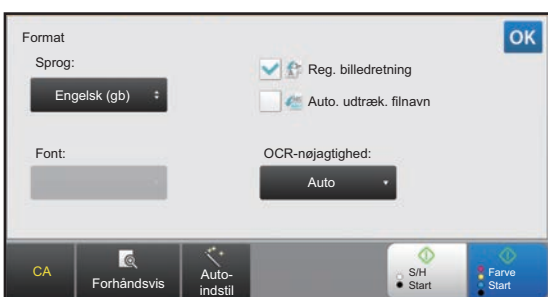 Format
OK
Sprog:
Engelsk (gb)
Reg. billedretning
Auto. udtræk. filnavn
Font:
OCR-nøjagtighed:
Auto
CA
Forhåndsvis
Auto-
indstil
S/H
Start
Farve
Start